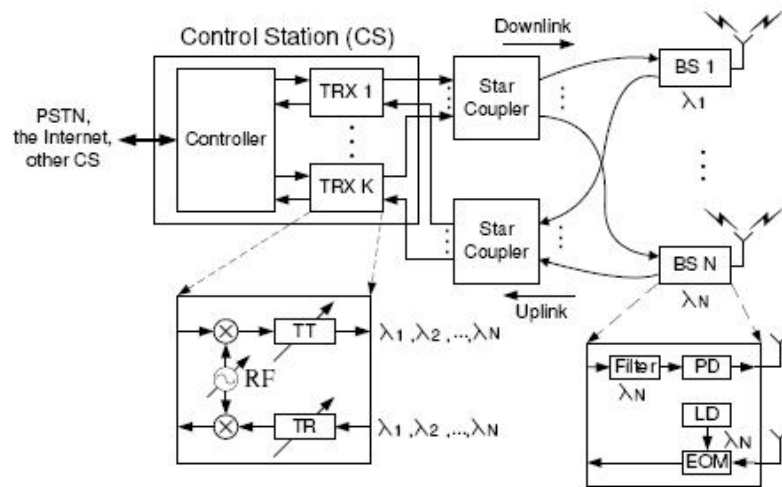 Control Station (CS)
Downlink
PSTN,
the Internet,
other CS
Controller
TRX 1
TRX K
Star
Coupler
Star
Coupler
BS 1
λ1
BS N
λN
Uplink
TT
λ1, λ2, ..., λN
RF
TR
λ1, λ2, ..., λN
Filter
λN
PD
LD
λN
EOM